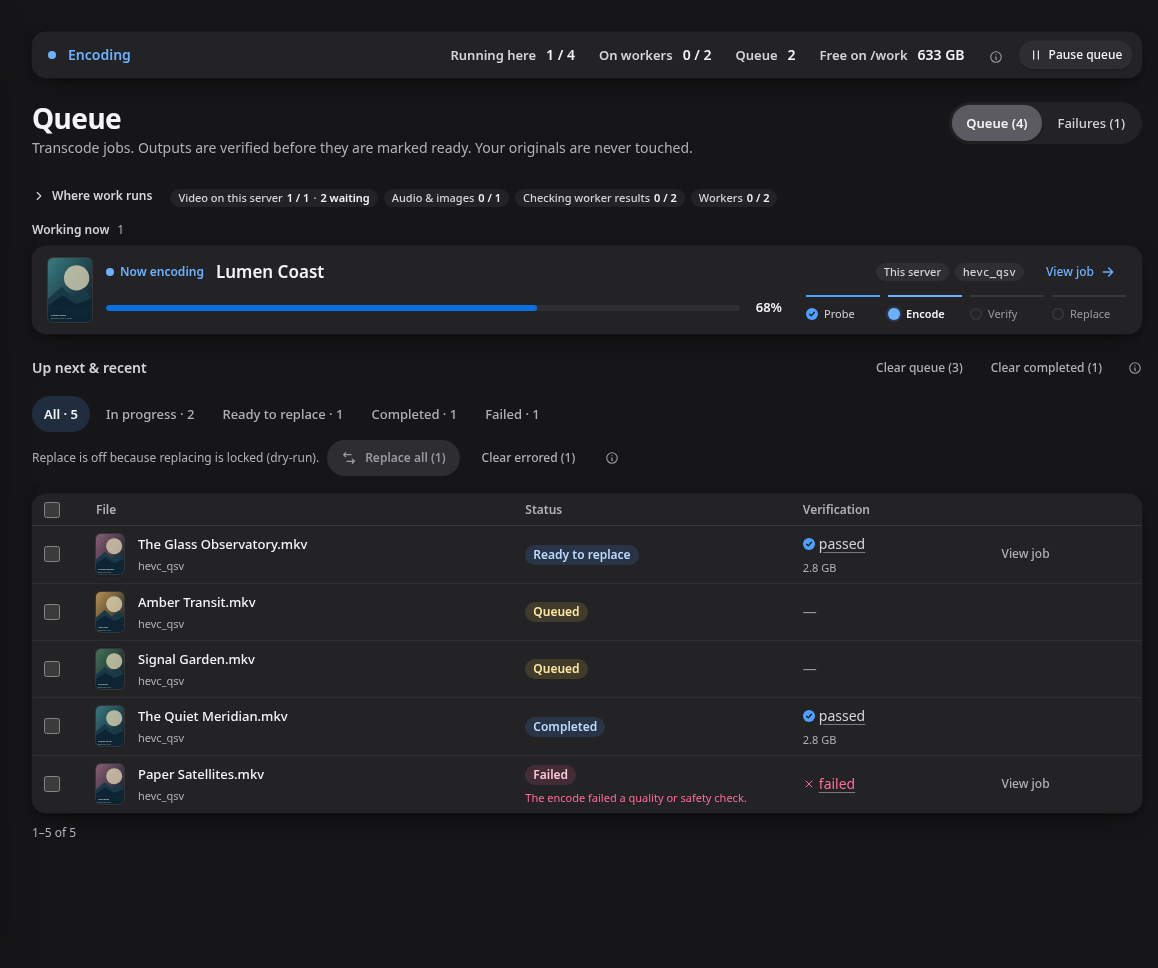 Encoding Running here 1 / 4 On workers 0 / 2 Queue 2 Free on /work 633 GB Pause queue
Queue Queue (4) Failures (1)
Transcode jobs. Outputs are verified before they are marked ready. Your originals are never touched.
Where work runs Video on this server 1 / 1 · 2 waiting Audio & images 0 / 1 Checking worker results 0 / 2 Workers 0 / 2
Working now 1
Now encoding Lumen Coast This server hevc_qsv View job
68% Probe Encode Verify Replace
Up next & recent Clear queue (3) Clear completed (1)
All · 5 In progress · 2 Ready to replace · 1 Completed · 1 Failed · 1
Replace is off because replacing is locked (dry-run). Replace all (1) Clear errored (1)
File Status Verification
The Glass Observatory.mkv Ready to replace passed View job
hevc_qsv 2.8 GB
Amber Transit.mkv Queued —
hevc_qsv
Signal Garden.mkv Queued —
hevc_qsv
The Quiet Meridian.mkv Completed passed
hevc_qsv 2.8 GB
Paper Satellites.mkv Failed failed View job
hevc_qsv The encode failed a quality or safety check.
1–5 of 5